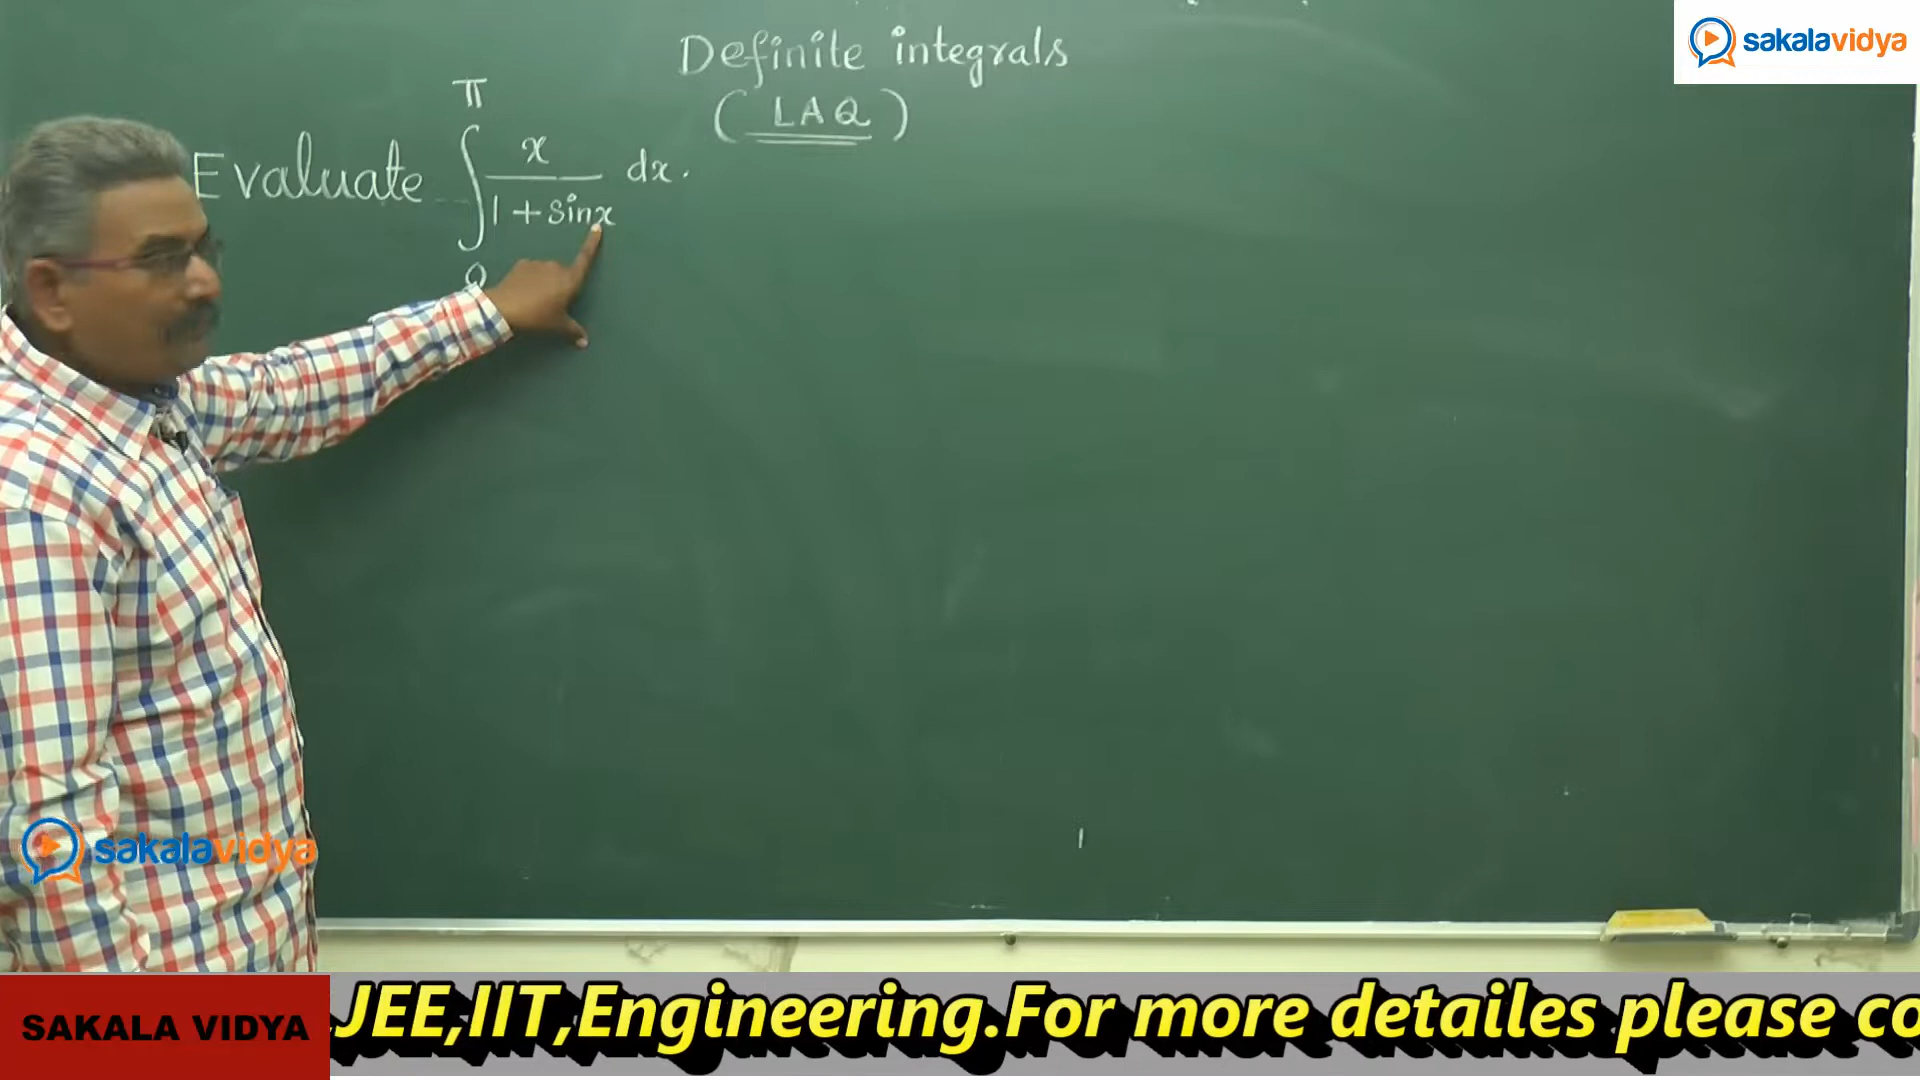 Definite integrals
(LAQ)
Evaluate ∫₀^π x/(1+sinx) dx.
sakalavidya
sakalavidya
SAKALA VIDYA
JEE,IIT,Engineering.For more detailes please co